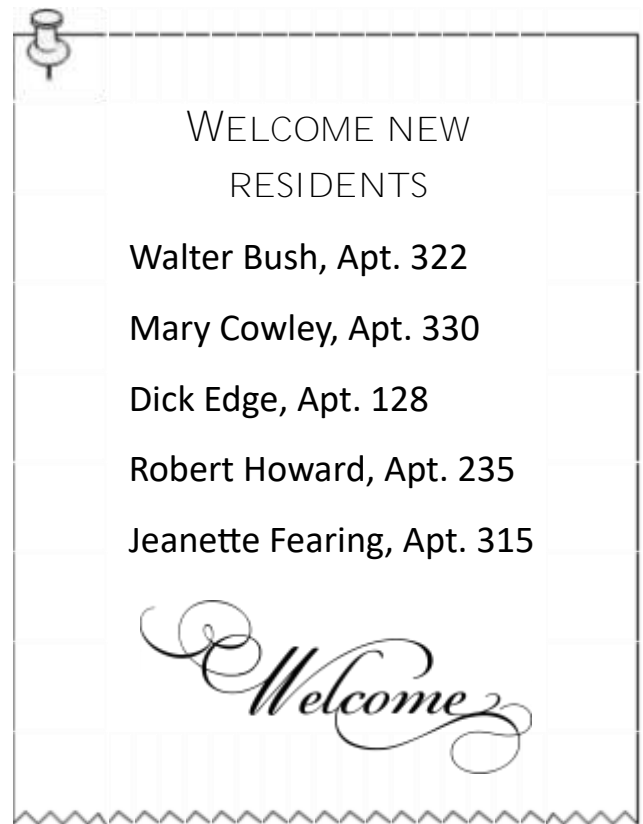 WELCOME NEW
RESIDENTS
Walter Bush, Apt. 322
Mary Cowley, Apt. 330
Dick Edge, Apt. 128
Robert Howard, Apt. 235
Jeanette Fearing, Apt. 315
Welcome